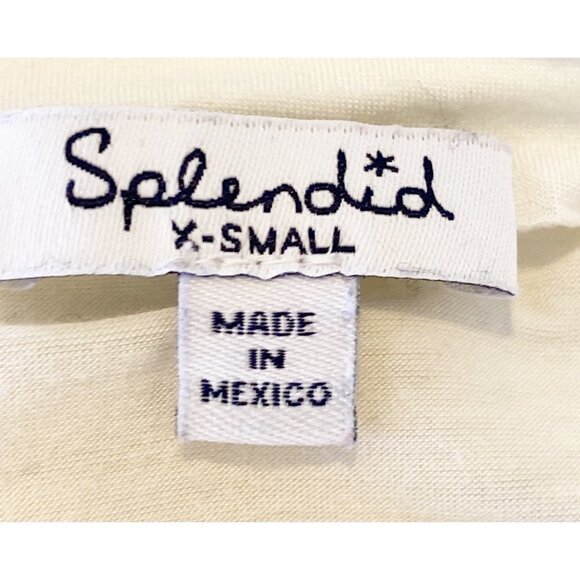 Splendid
X-SMALL
MADE
IN
MEXICO